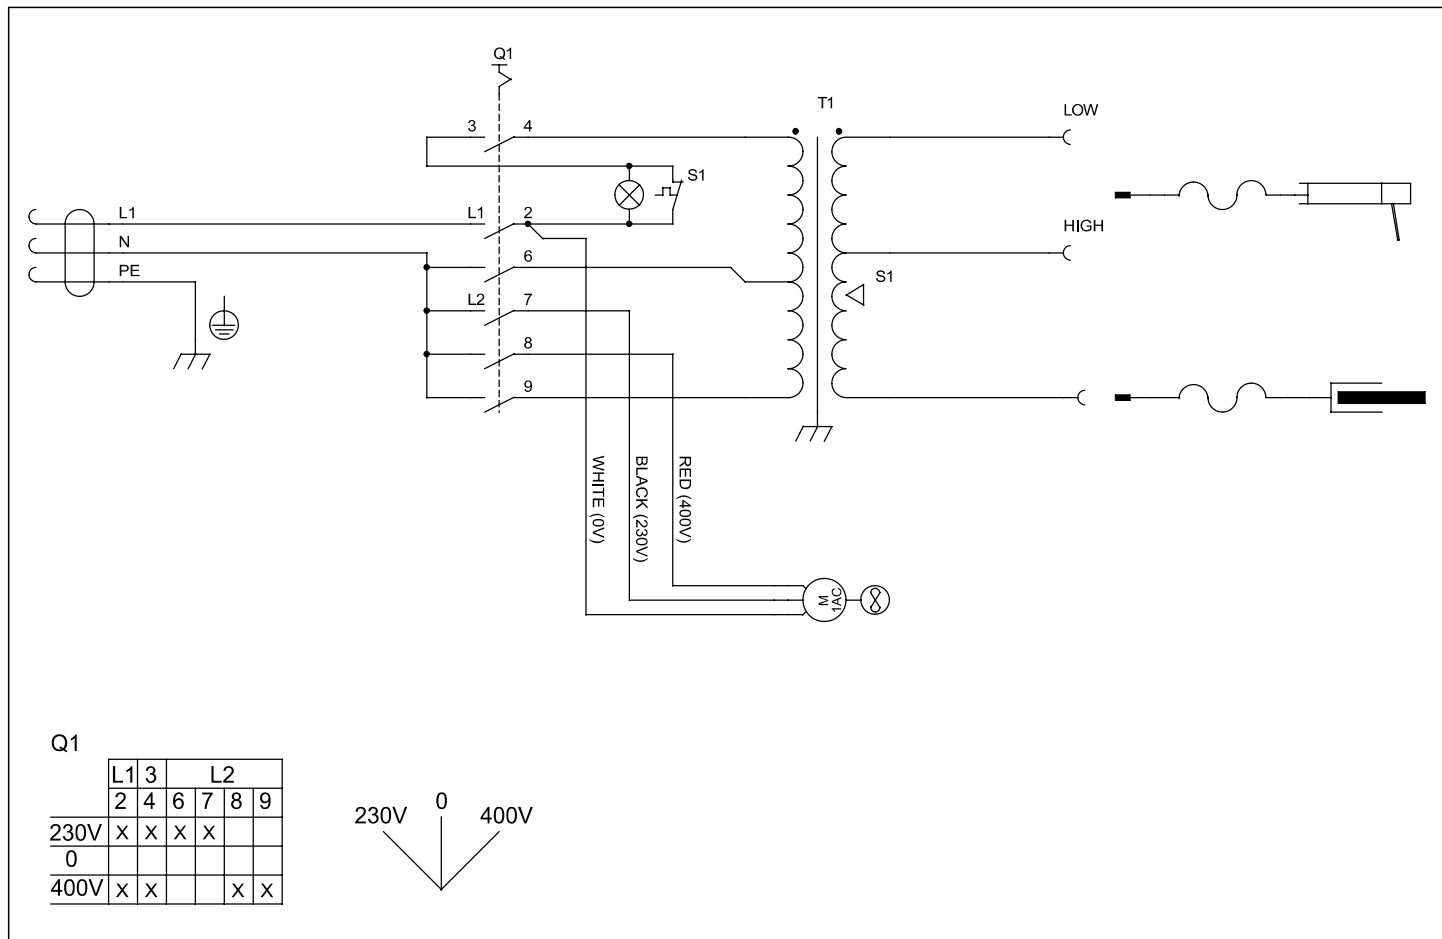 Q1
T1
LOW
3 4
S1
L1 L1 2
HIGH
N
6
PE
S1
L2 7
8
9
WHITE (0V)
BLACK (230V)
RED (400V)
M
1AC
Q1
L1 3 L2
2 4 6 7 8 9
230V X X X X
0
400V X X X X
230V 0 400V